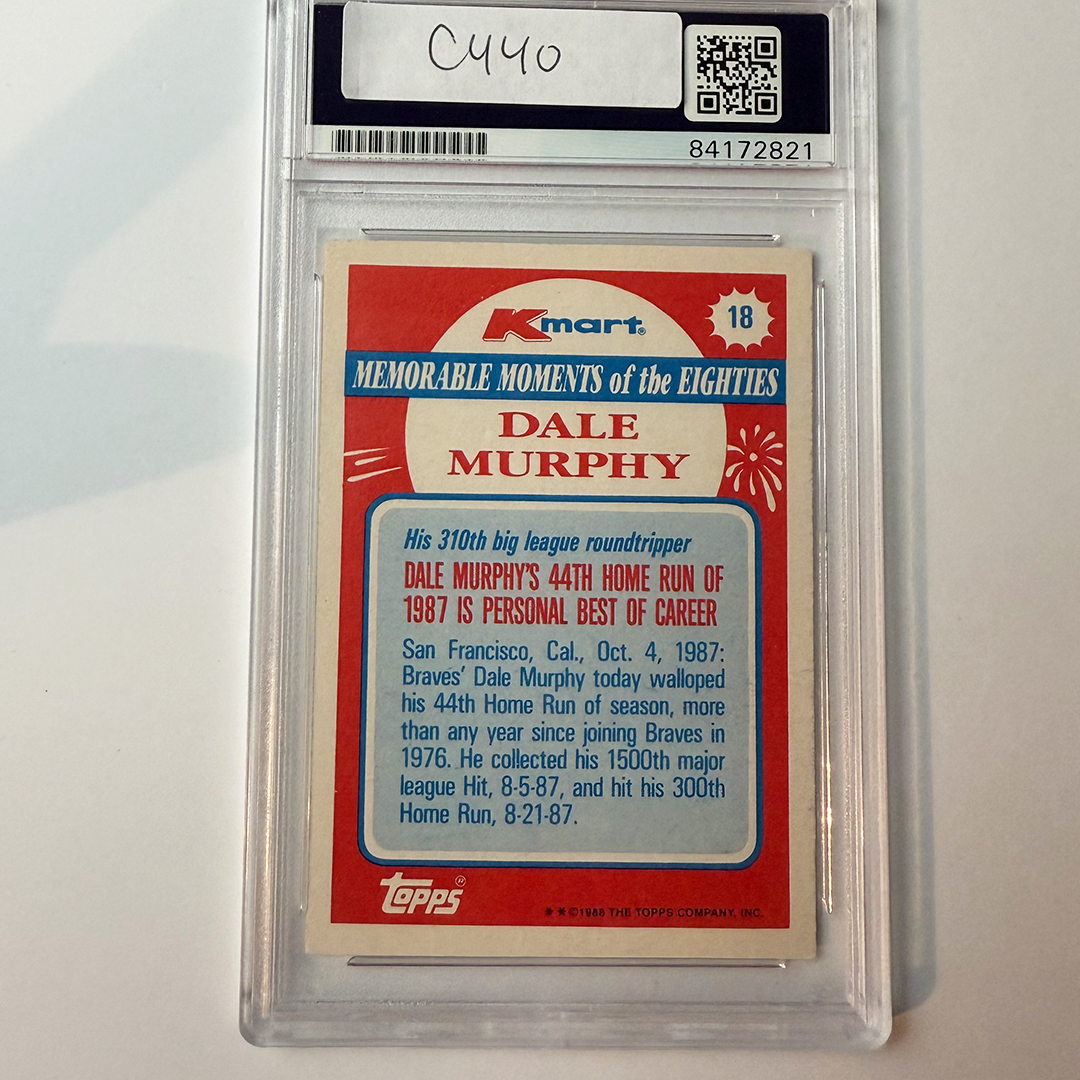 C440
84172821
Kmart®
18
MEMORABLE MOMENTS of the EIGHTIES
DALE
MURPHY
His 310th big league roundtripper
DALE MURPHY'S 44TH HOME RUN OF
1987 IS PERSONAL BEST OF CAREER
San Francisco, Cal., Oct. 4, 1987:
Braves' Dale Murphy today walloped
his 44th Home Run of season, more
than any year since joining Braves in
1976. He collected his 1500th major
league Hit, 8-5-87, and hit his 300th
Home Run, 8-21-87.
TOPPS®
**©1988 THE TOPPS COMPANY, INC.